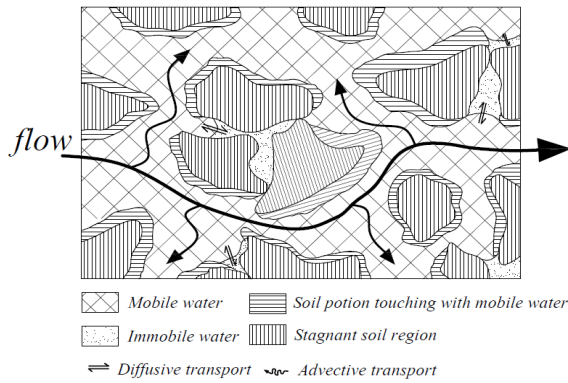 flow
Mobile water Soil potion touching with mobile water
Immobile water Stagnant soil region
Diffusive transport Advective transport